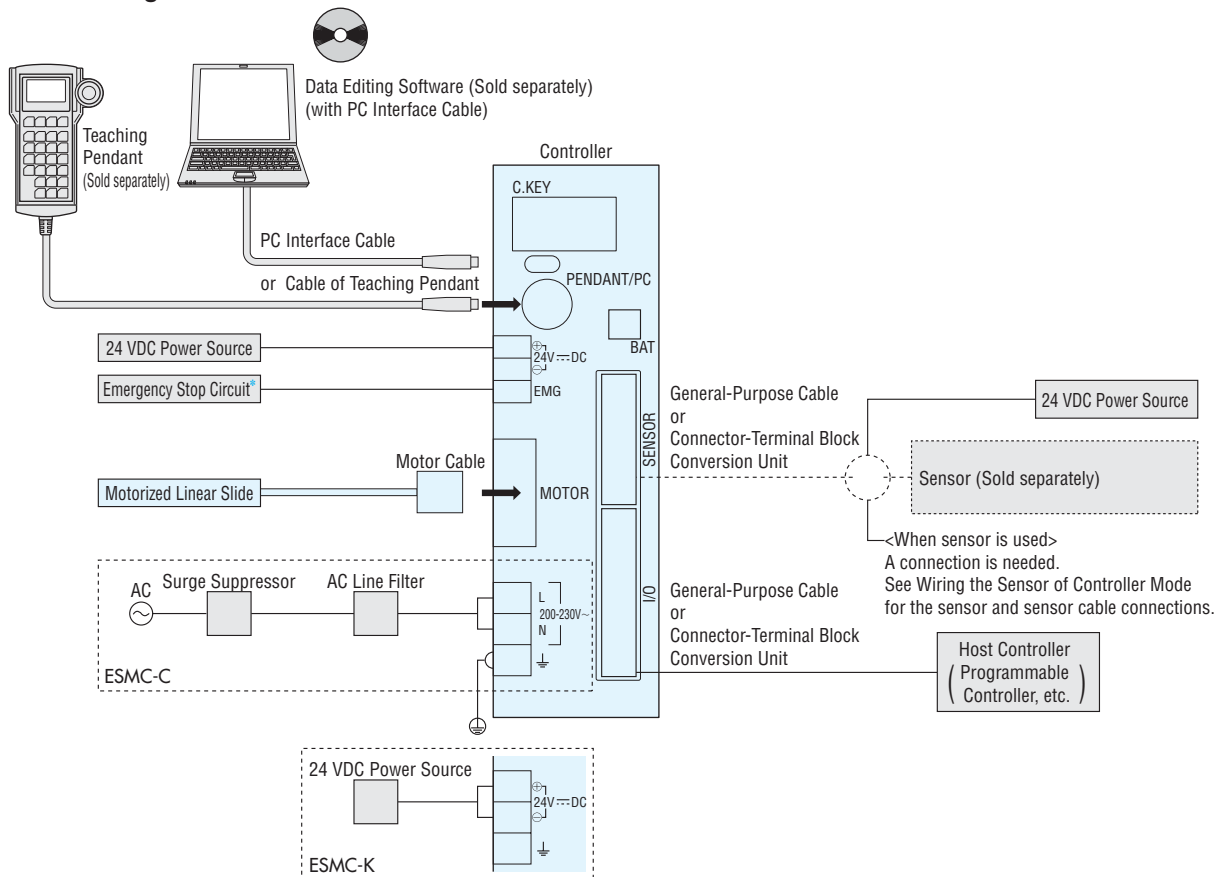 Data Editing Software (Sold separately)
(with PC Interface Cable)
Teaching
Pendant
(Sold separately)
Controller
C.KEY
PC Interface Cable
or Cable of Teaching Pendant
PENDANT/PC
BAT
24 VDC Power Source
⊕
24V⎓DC
⊖
Emergency Stop Circuit*
EMG
SENSOR
General-Purpose Cable
or
Connector-Terminal Block
Conversion Unit
24 VDC Power Source
Sensor (Sold separately)
Motor Cable
Motorized Linear Slide
MOTOR
<When sensor is used>
A connection is needed.
See Wiring the Sensor of Controller Mode
for the sensor and sensor cable connections.
AC
Surge Suppressor
AC Line Filter
L
200-230V~
N
ESMC-C
I/O
General-Purpose Cable
or
Connector-Terminal Block
Conversion Unit
Host Controller
(Programmable
Controller, etc.)
24 VDC Power Source
⊕
24V⎓DC
⊖
ESMC-K